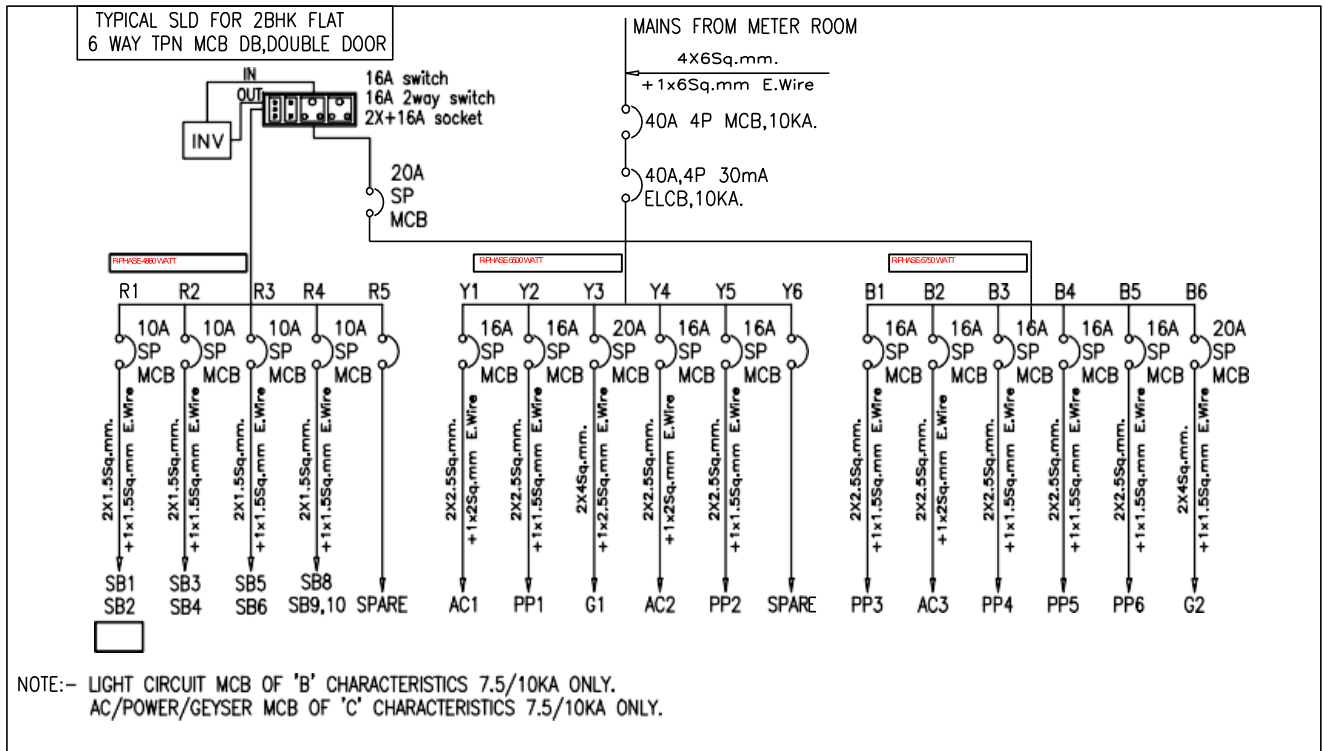 TYPICAL SLD FOR 2BHK FLAT
6 WAY TPN MCB DB,DOUBLE DOOR
MAINS FROM METER ROOM
4X6Sq.mm.
+1x6Sq.mm E.Wire
40A 4P MCB,10KA.
40A,4P 30mA
ELCB,10KA.
IN
OUT
INV
16A switch
16A 2way switch
2X+16A socket
20A
SP
MCB
R-PHASE-4860 WATT
R-PHASE-5500 WATT
R-PHASE-5750 WATT
R1 R2 R3 R4 R5 Y1 Y2 Y3 Y4 Y5 Y6 B1 B2 B3 B4 B5 B6
10A 10A 10A 10A 16A 16A 20A 16A 16A 16A 16A 16A 16A 16A 20A
SP SP SP SP SP SP SP SP SP SP SP SP SP SP SP
MCB MCB MCB MCB MCB MCB MCB MCB MCB MCB MCB MCB MCB MCB MCB
2X1.5Sq.mm.
+1x1.5Sq.mm E.Wire
2X1.5Sq.mm.
+1x1.5Sq.mm E.Wire
2X1.5Sq.mm.
+1x1.5Sq.mm E.Wire
2X1.5Sq.mm.
+1x1.5Sq.mm E.Wire
2X2.5Sq.mm.
+1x2Sq.mm E.Wire
2X2.5Sq.mm.
+1x1.5Sq.mm E.Wire
2X4Sq.mm.
+1x2.5Sq.mm E.Wire
2X2.5Sq.mm.
+1x2Sq.mm E.Wire
2X2.5Sq.mm.
+1x1.5Sq.mm E.Wire
2X2.5Sq.mm.
+1x1.5Sq.mm E.Wire
2X2.5Sq.mm.
+1x2Sq.mm E.Wire
2X2.5Sq.mm.
+1x1.5Sq.mm E.Wire
2X2.5Sq.mm.
+1x1.5Sq.mm E.Wire
2X2.5Sq.mm.
+1x1.5Sq.mm E.Wire
2X4Sq.mm.
+1x1.5Sq.mm E.Wire
SB1 SB3 SB5 SB8
SB2 SB4 SB6 SB9,10 SPARE AC1 PP1 G1 AC2 PP2 SPARE PP3 AC3 PP4 PP5 PP6 G2
NOTE:- LIGHT CIRCUIT MCB OF 'B' CHARACTERISTICS 7.5/10KA ONLY.
AC/POWER/GEYSER MCB OF 'C' CHARACTERISTICS 7.5/10KA ONLY.